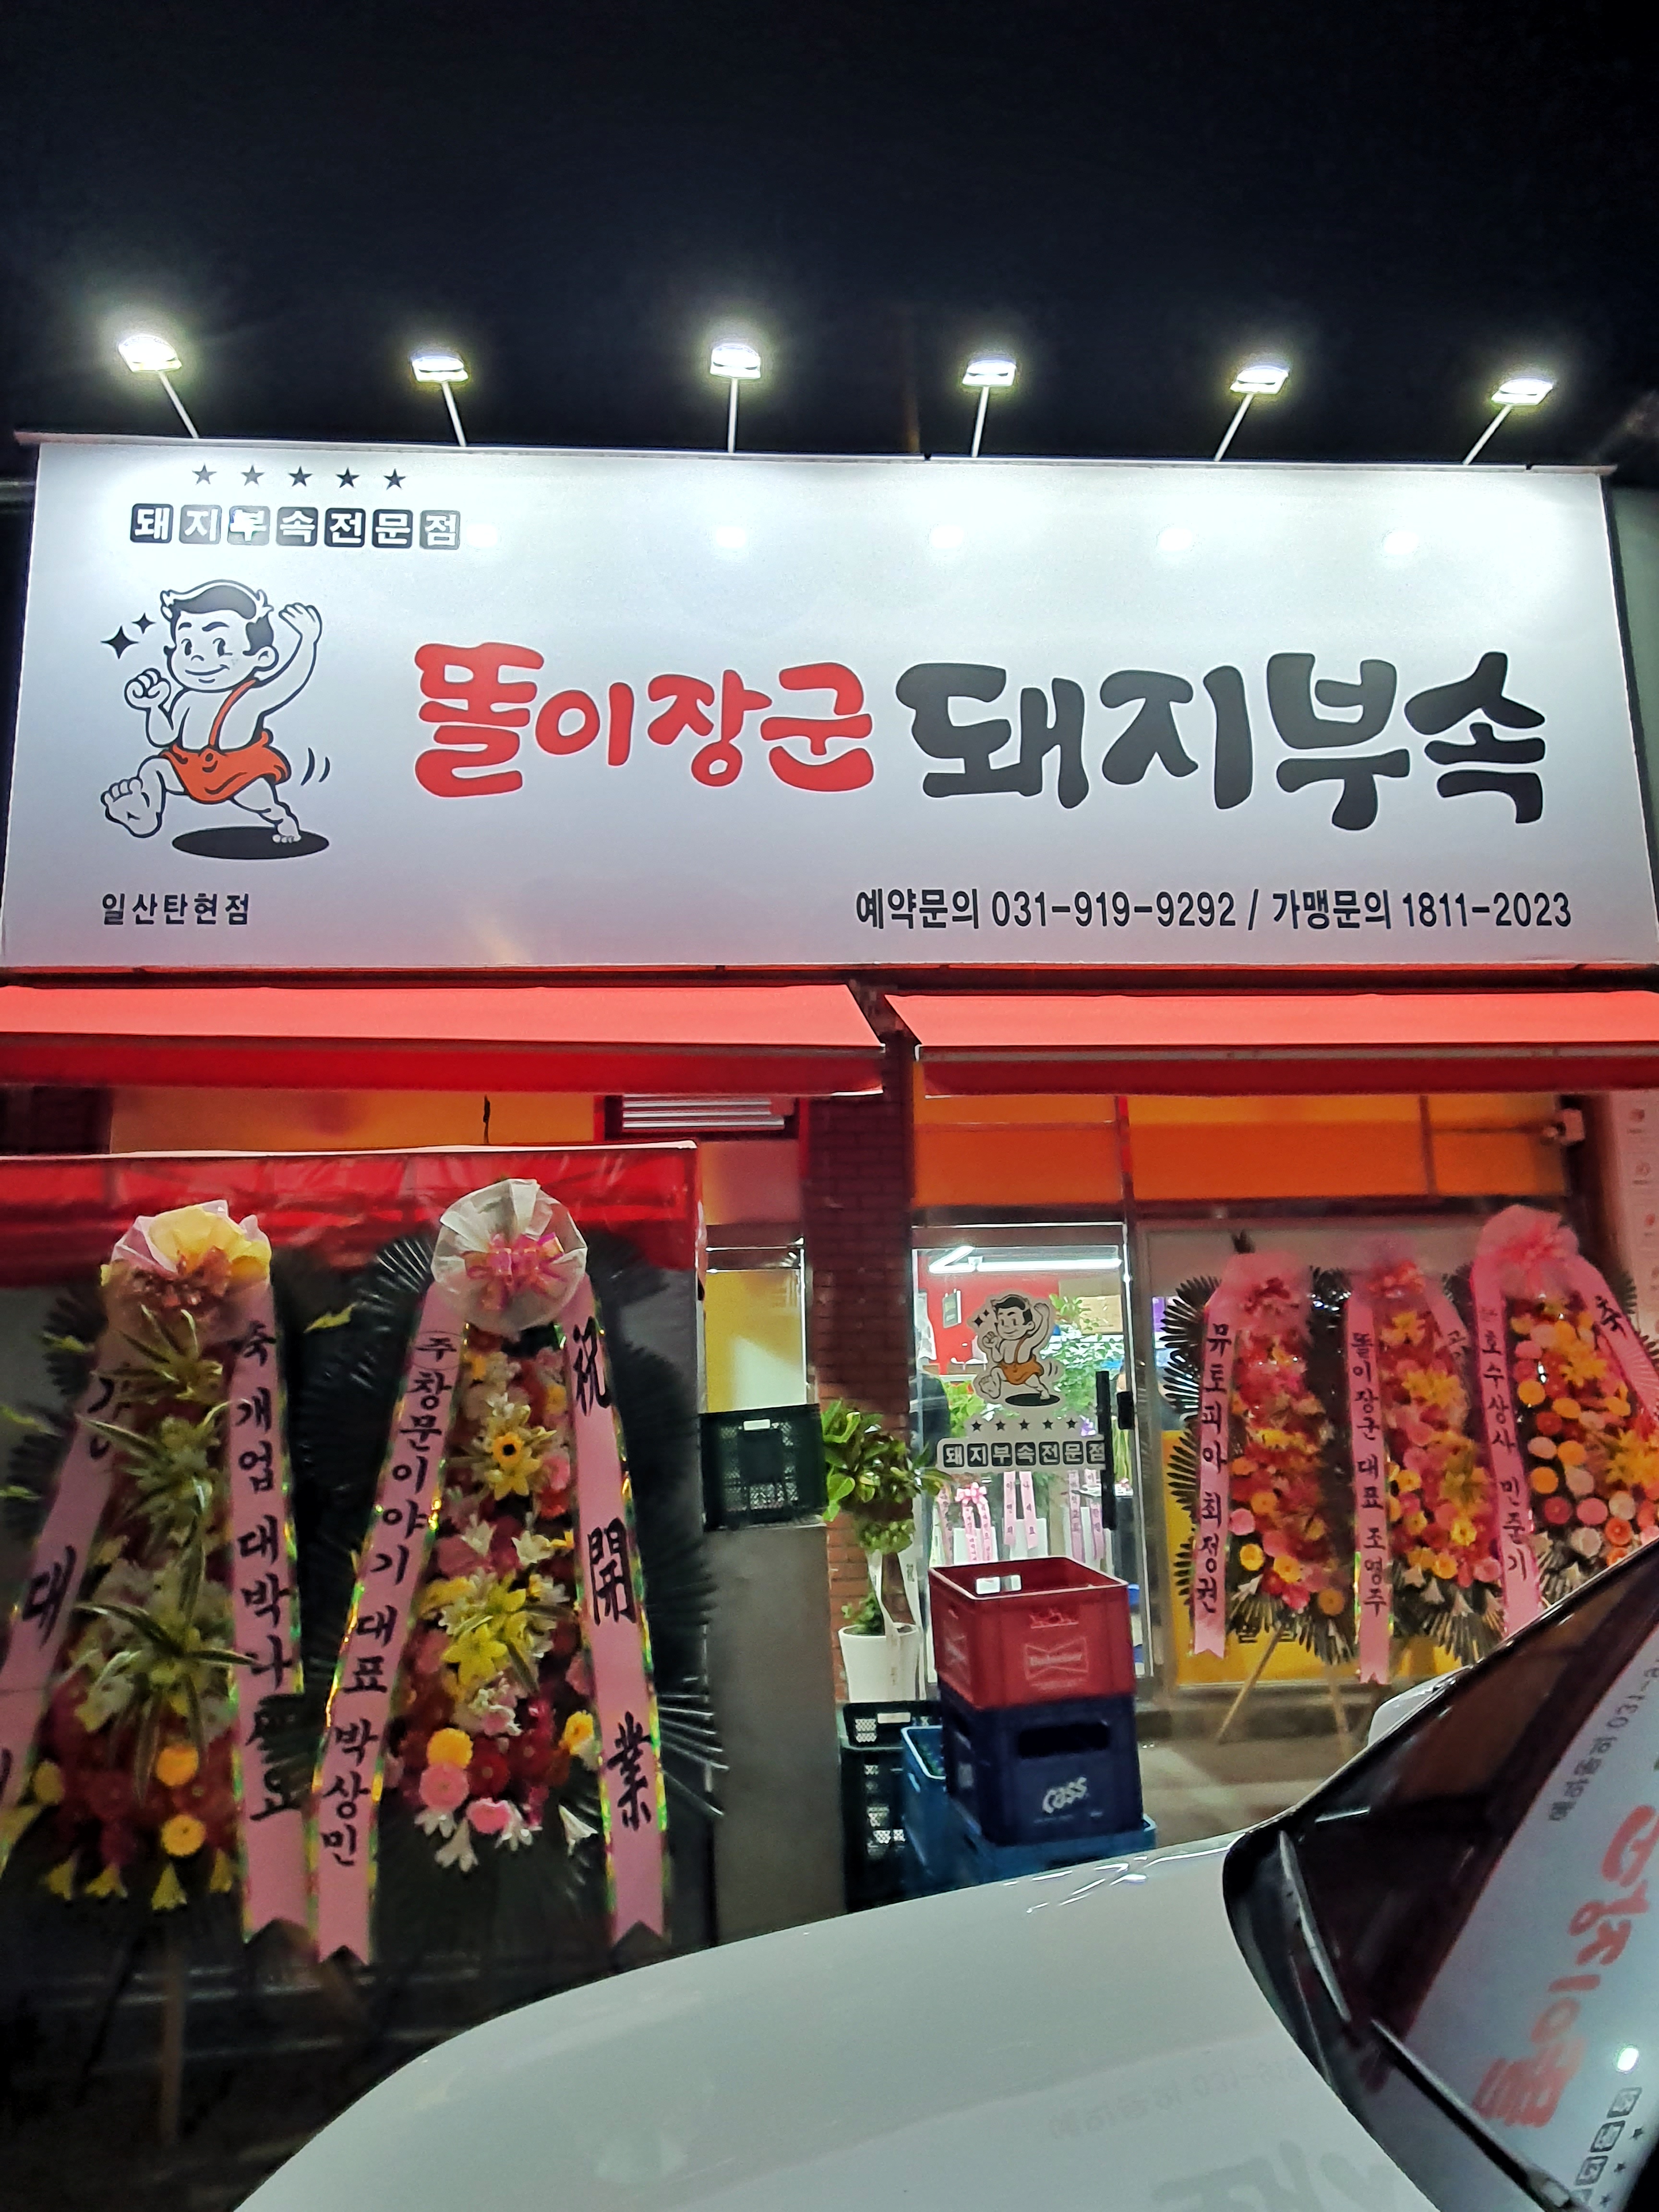 돼지부속전문점
똘이장군 돼지부속
일산탄현점
예약문의 031-919-9292 / 가맹문의 1811-2023
축 개업 대박나세요
대
㈜창문이야기 대표 박상민
祝 開業
돼지부속전문점
뮤토피아 최정권
똘이장군 대표 조영주
호수상사 민준기
축
Budweiser
cass